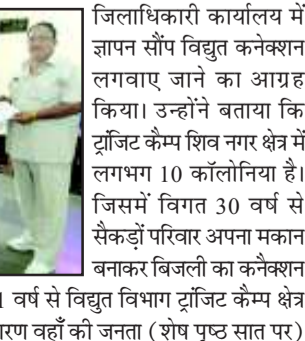 जिलाधिकारी कार्यालय में
ज्ञापन सौंप विद्युत कनेक्शन
लगवाए जाने का आग्रह
किया। उन्होंने बताया कि
ट्रांजिट कैम्प शिव नगर क्षेत्र में
लगभग 10 कॉलोनिया है।
जिसमें विगत 30 वर्ष से
सैकड़ों परिवार अपना मकान
बनाकर बिजली का कनैक्शन
वर्ष से विद्युत विभाग ट्रांजिट कैम्प क्षेत्र
वहाँ की जनता (शेष पृष्ठ सात पर)